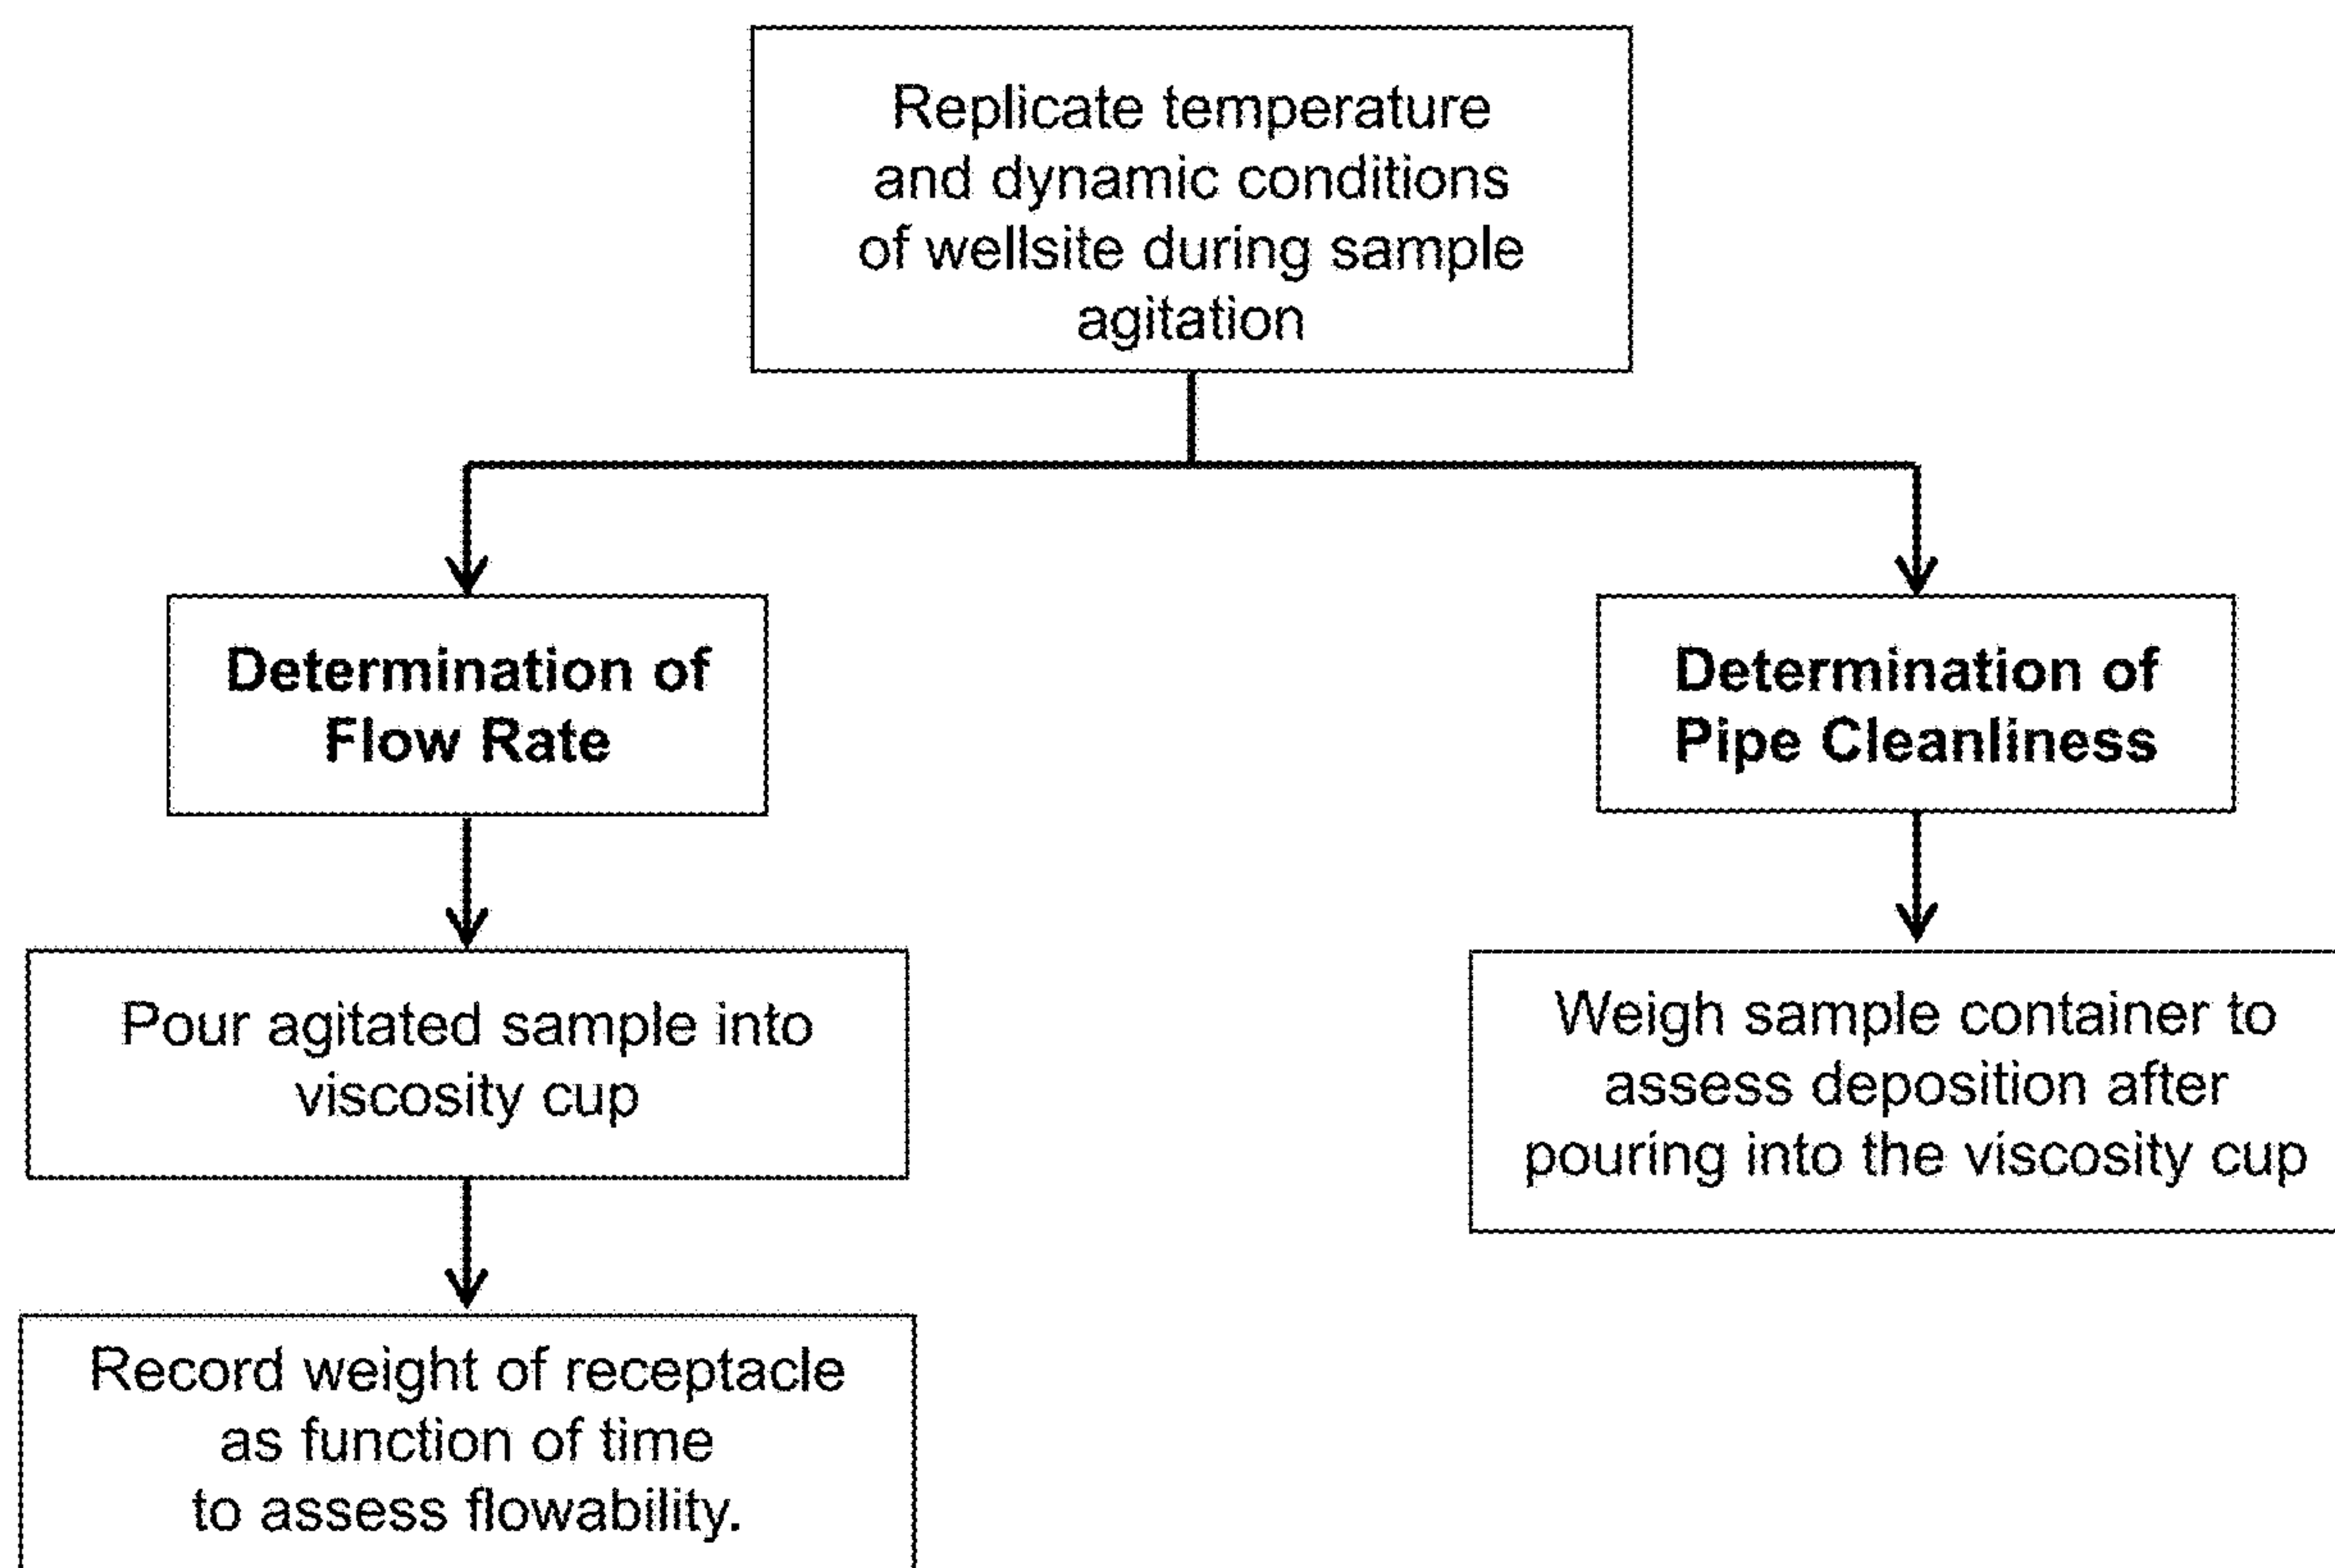 Replicate temperature
and dynamic conditions
of wellsite during sample
agitation
Determination of
Flow Rate
Determination of
Pipe Cleanliness
Pour agitated sample into
viscosity cup
Weigh sample container to
assess deposition after
pouring into the viscosity cup
Record weight of receptacle
as function of time
to assess flowability.